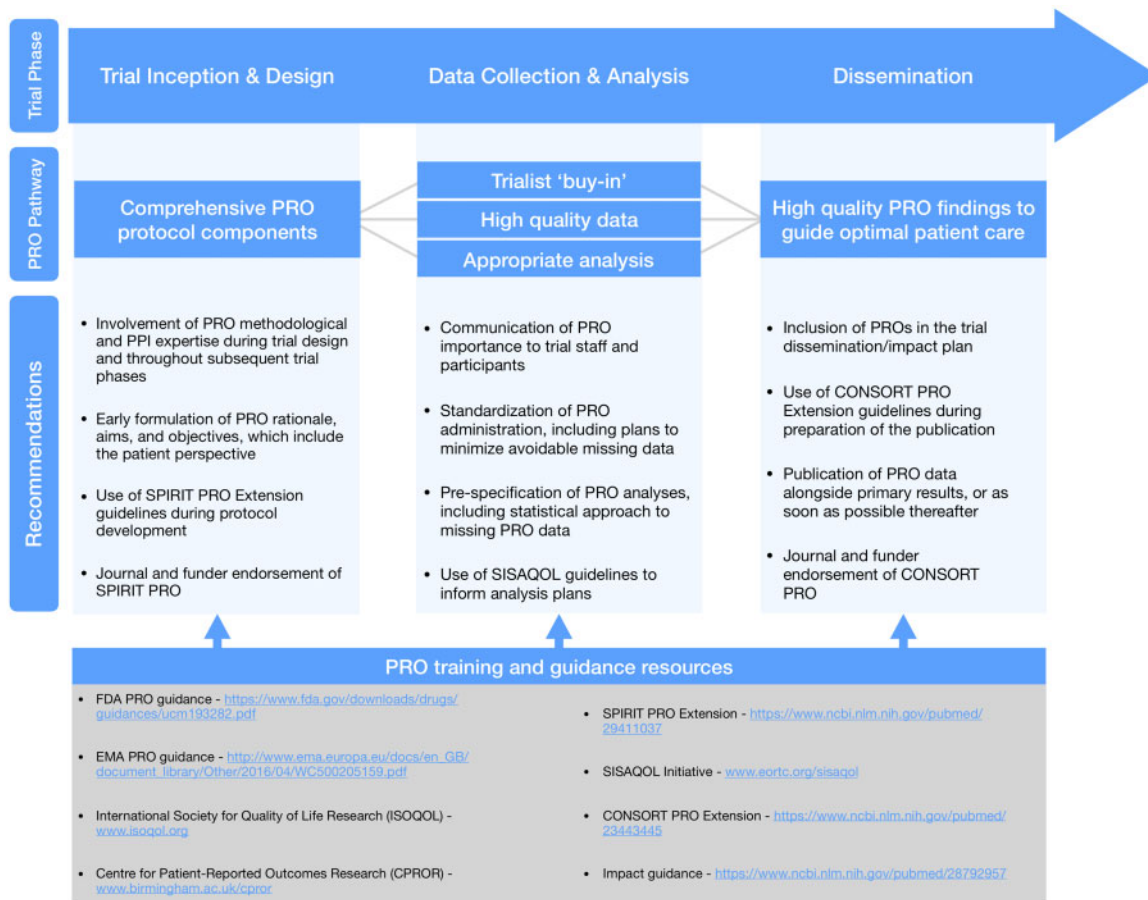 Trial Phase
Trial Inception & Design
Data Collection & Analysis
Dissemination
PRO Pathway
Comprehensive PRO
protocol components
Trialist ‘buy-in’
High quality data
Appropriate analysis
High quality PRO findings to
guide optimal patient care
Recommendations
• Involvement of PRO methodological
and PPI expertise during trial design
and throughout subsequent trial
phases
• Early formulation of PRO rationale,
aims, and objectives, which include
the patient perspective
• Use of SPIRIT PRO Extension
guidelines during protocol
development
• Journal and funder endorsement of
SPIRIT PRO
• Communication of PRO
importance to trial staff and
participants
• Standardization of PRO
administration, including plans to
minimize avoidable missing data
• Pre-specification of PRO analyses,
including statistical approach to
missing PRO data
• Use of SISAQOL guidelines to
inform analysis plans
• Inclusion of PROs in the trial
dissemination/impact plan
• Use of CONSORT PRO
Extension guidelines during
preparation of the publication
• Publication of PRO data
alongside primary results, or as
soon as possible thereafter
• Journal and funder
endorsement of CONSORT
PRO
PRO training and guidance resources
• FDA PRO guidance - https://www.fda.gov/downloads/drugs/
guidances/ucm193282.pdf
• EMA PRO guidance - http://www.ema.europa.eu/docs/en_GB/
document_library/Other/2016/04/WC500205159.pdf
• International Society for Quality of Life Research (ISOQOL) -
www.isoqol.org
• Centre for Patient-Reported Outcomes Research (CPROR) -
www.birmingham.ac.uk/cpror
• SPIRIT PRO Extension - https://www.ncbi.nlm.nih.gov/pubmed/
29411037
• SISAQOL Initiative - www.eortc.org/sisaqol
• CONSORT PRO Extension - https://www.ncbi.nlm.nih.gov/pubmed/
23443445
• Impact guidance - https://www.ncbi.nlm.nih.gov/pubmed/28792957